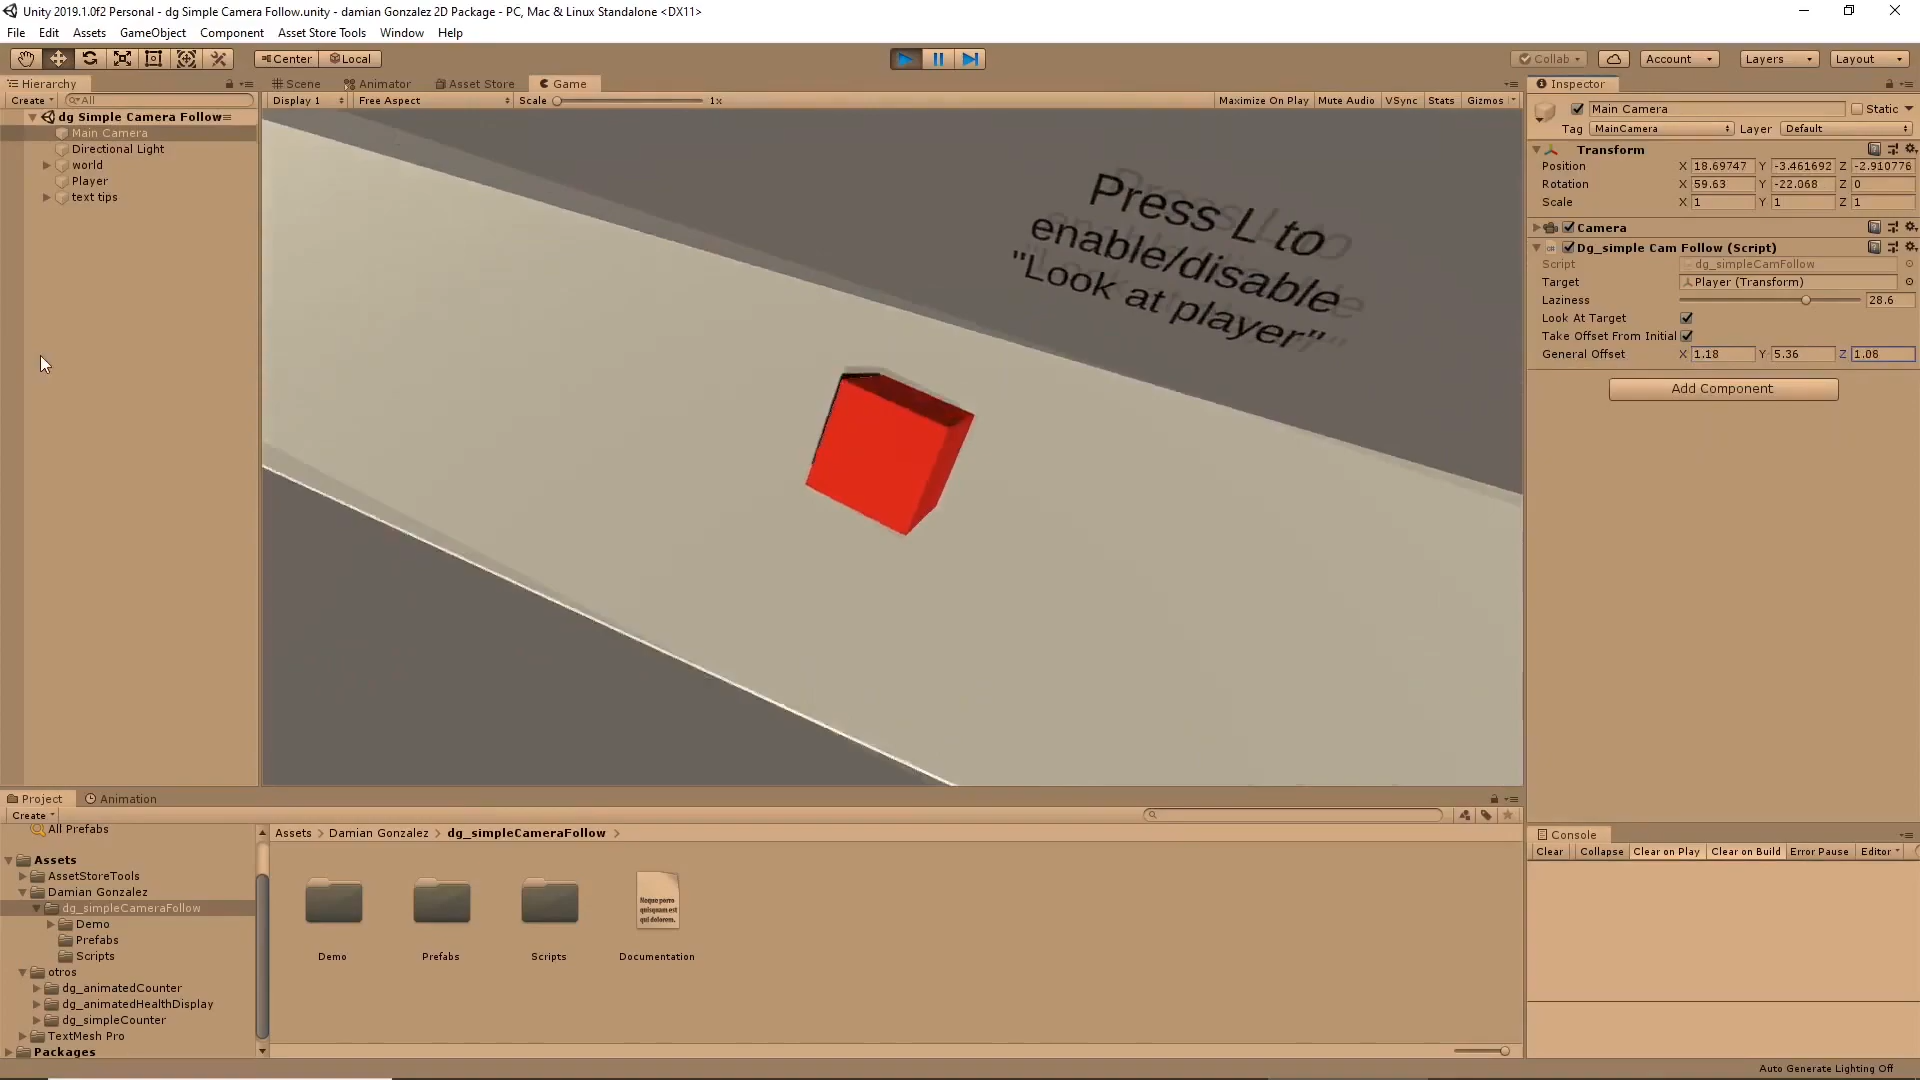 Unity 2019.1.0f2 Personal - dg Simple Camera Follow.unity - damian Gonzalez 2D Package - PC, Mac & Linux Standalone <DX11>
File Edit Assets GameObject Component Asset Store Tools Window Help
Center Local Collab Account Layers Layout
Hierarchy
Create All
dg Simple Camera Follow
Main Camera
Directional Light
world
Player
text tips
Scene Animator Asset Store Game
Display 1 Free Aspect Scale 1x Maximize On Play Mute Audio VSync Stats Gizmos
Press L to
enable/disable
"Look at player"
Inspector
Main Camera Static
Tag MainCamera Layer Default
Transform
Position X 18.69747 Y -3.461692 Z -2.910776
Rotation X 59.63 Y -22.068 Z 0
Scale X 1 Y 1 Z 1
Camera
Dg_simple Cam Follow (Script)
Script dg_simpleCamFollow
Target Player (Transform)
Laziness 28.6
Look At Target
Take Offset From Initial
General Offset X 1.18 Y 5.36 Z 1.08
Add Component
Project Animation
Create
All Prefabs
Assets
AssetStoreTools
Damian Gonzalez
dg_simpleCameraFollow
Demo
Prefabs
Scripts
otros
dg_animatedCounter
dg_animatedHealthDisplay
dg_simpleCounter
TextMesh Pro
Packages
Assets > Damian Gonzalez > dg_simpleCameraFollow >
Neque porro
quisquam est
qui dolorem.
Demo Prefabs Scripts Documentation
Console
Clear Collapse Clear on Play Clear on Build Error Pause Editor
Auto Generate Lighting Off